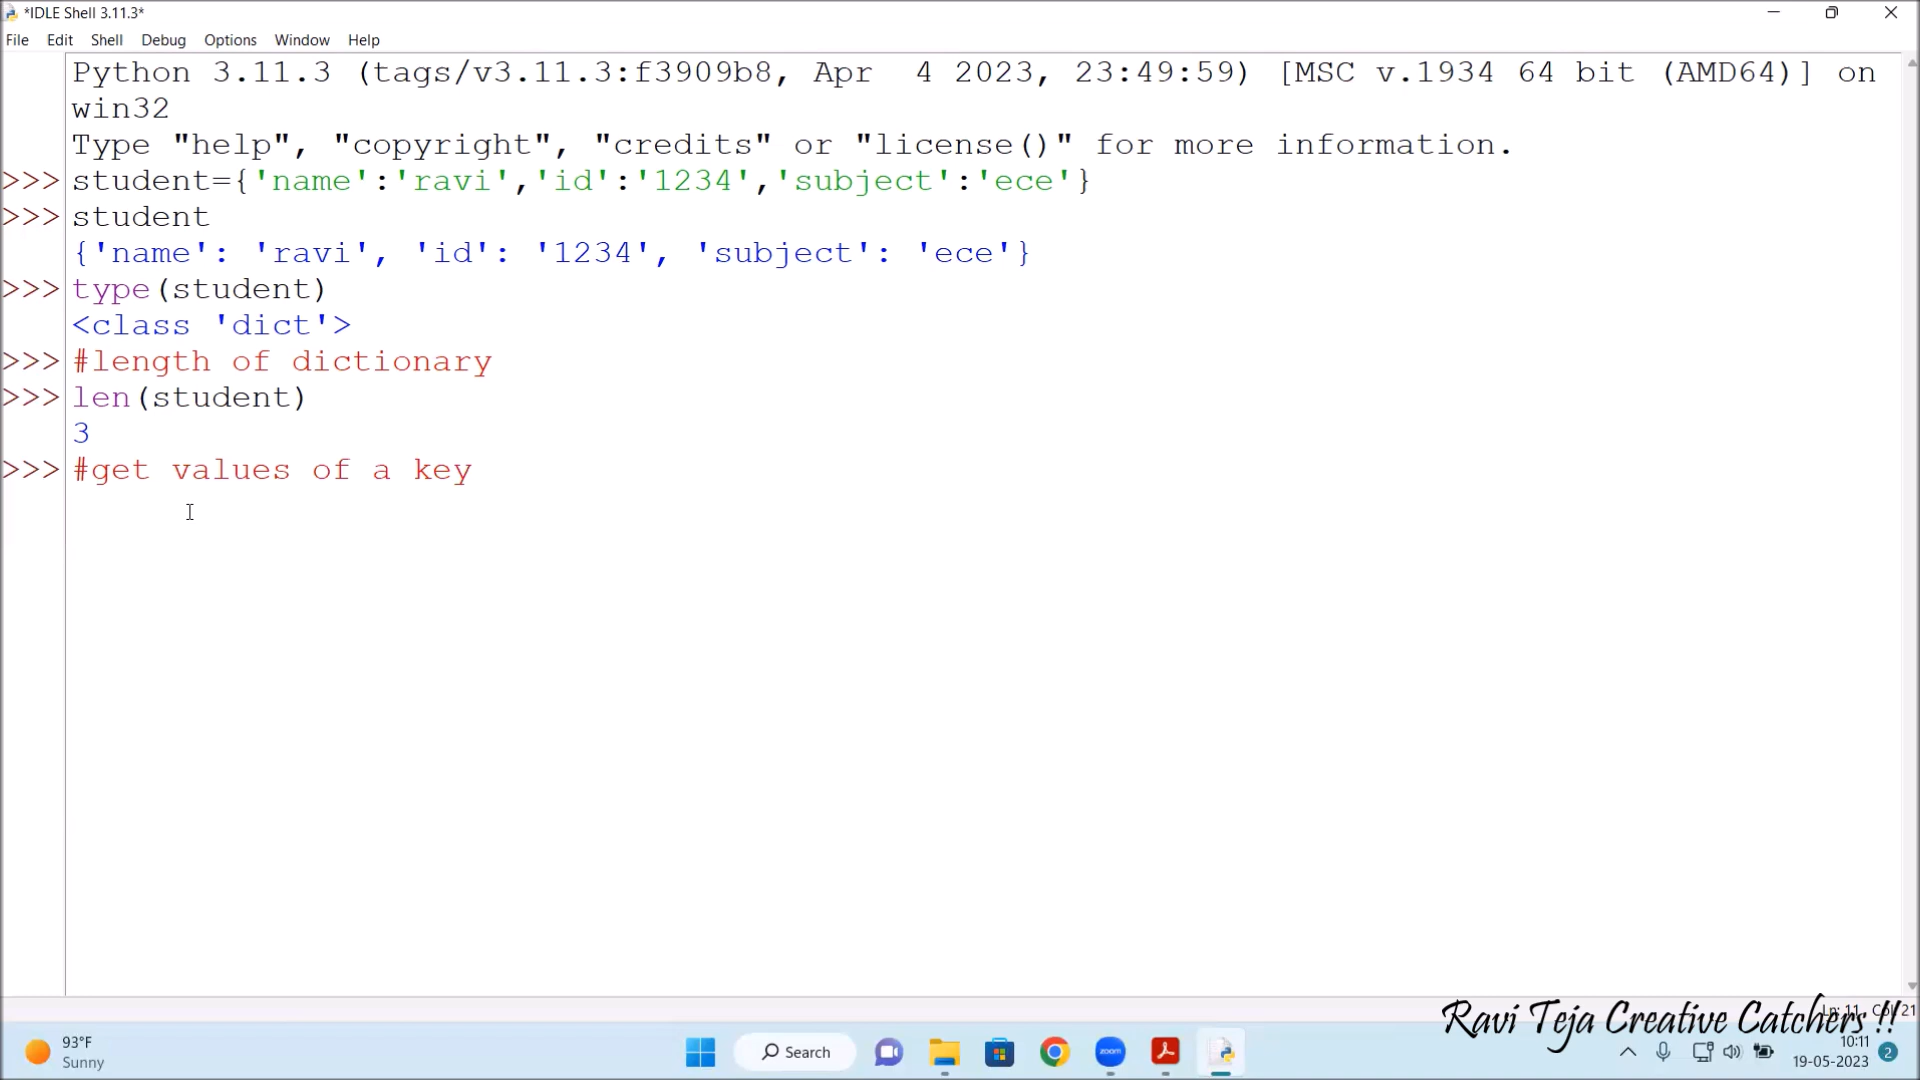 *IDLE Shell 3.11.3*
File Edit Shell Debug Options Window Help
Python 3.11.3 (tags/v3.11.3:f3909b8, Apr  4 2023, 23:49:59) [MSC v.1934 64 bit (AMD64)] on
win32
Type "help", "copyright", "credits" or "license()" for more information.
>>> student={'name':'ravi','id':'1234','subject':'ece'}
>>> student
{'name': 'ravi', 'id': '1234', 'subject': 'ece'}
>>> type(student)
<class 'dict'>
>>> #length of dictionary
>>> len(student)
3
>>> #get values of a key
Ravi Teja Creative Catchers !!
93°F
Sunny
Search
zoom
10:11
19-05-2023
2